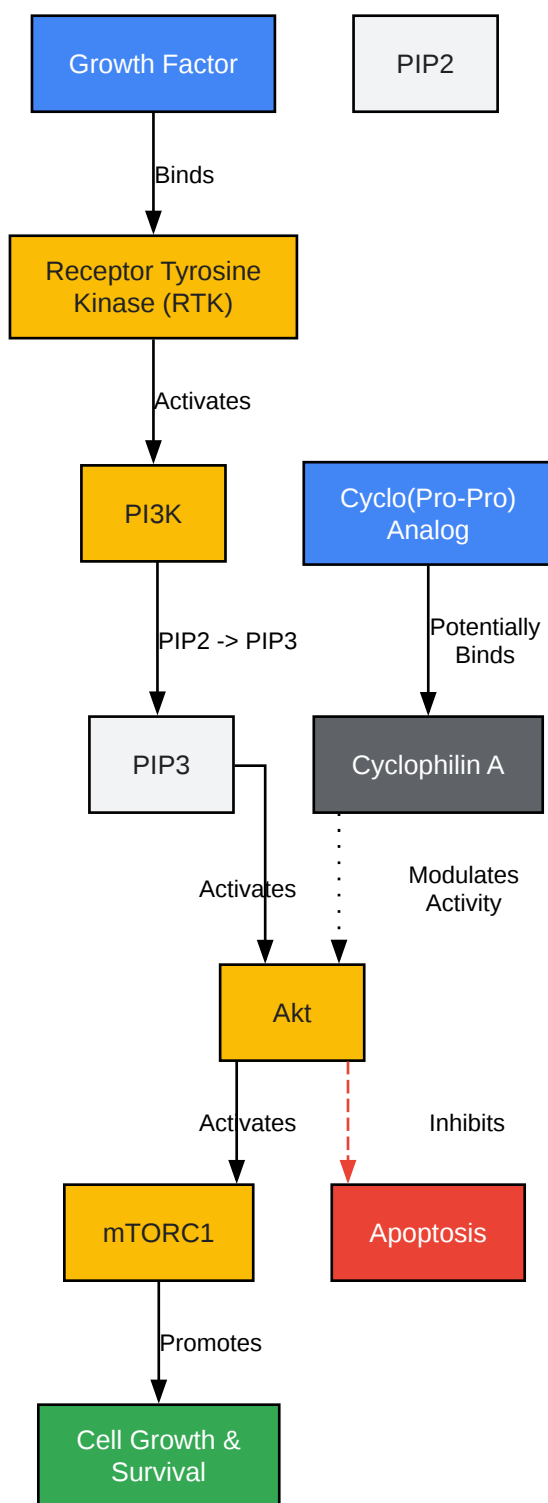 Growth Factor
PIP2
Binds
Receptor Tyrosine
Kinase (RTK)
Activates
PI3K
Cyclo(Pro-Pro)
Analog
PIP2 -> PIP3
Potentially
Binds
PIP3
Cyclophilin A
Activates
Modulates
Activity
Akt
Activates
Inhibits
mTORC1
Apoptosis
Promotes
Cell Growth &
Survival